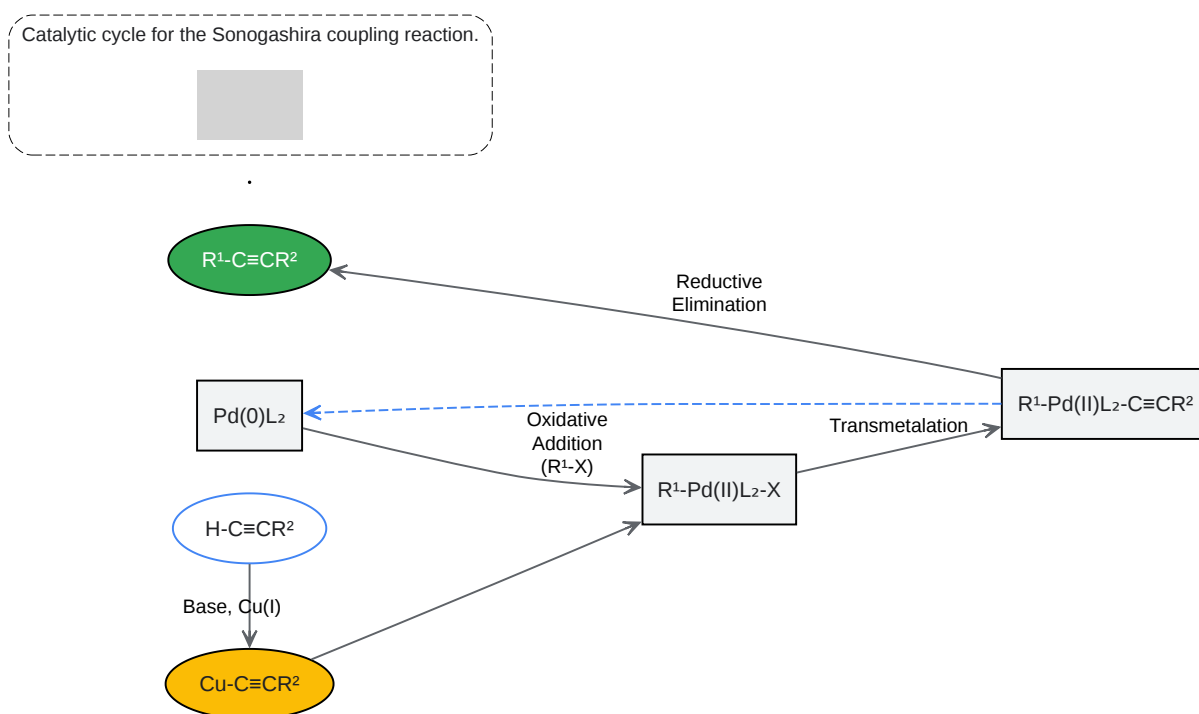 Catalytic cycle for the Sonogashira coupling reaction.
.
R¹-C≡CR²
Reductive
Elimination
Pd(0)L₂
Oxidative
Addition
(R¹-X)
Transmetalation
R¹-Pd(II)L₂-C≡CR²
R¹-Pd(II)L₂-X
H-C≡CR²
Base, Cu(I)
Cu-C≡CR²